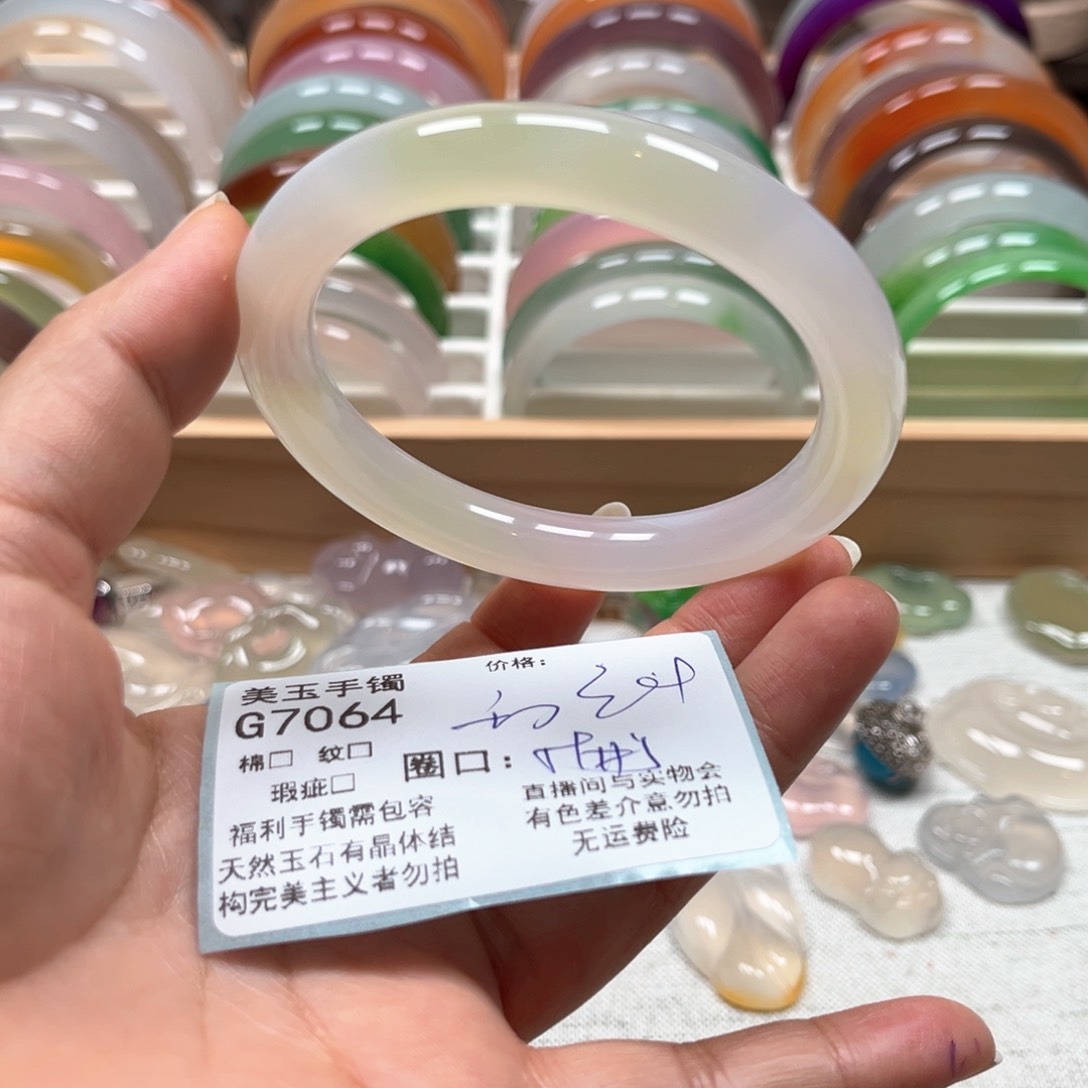 价格:
美玉手镯
G7064
棉□ 纹□
圈口:
瑕疵□
福利手镯需包容
天然玉石有晶体结
构完美主义者勿拍
直播间与实物会
有色差介意勿拍
无运费险